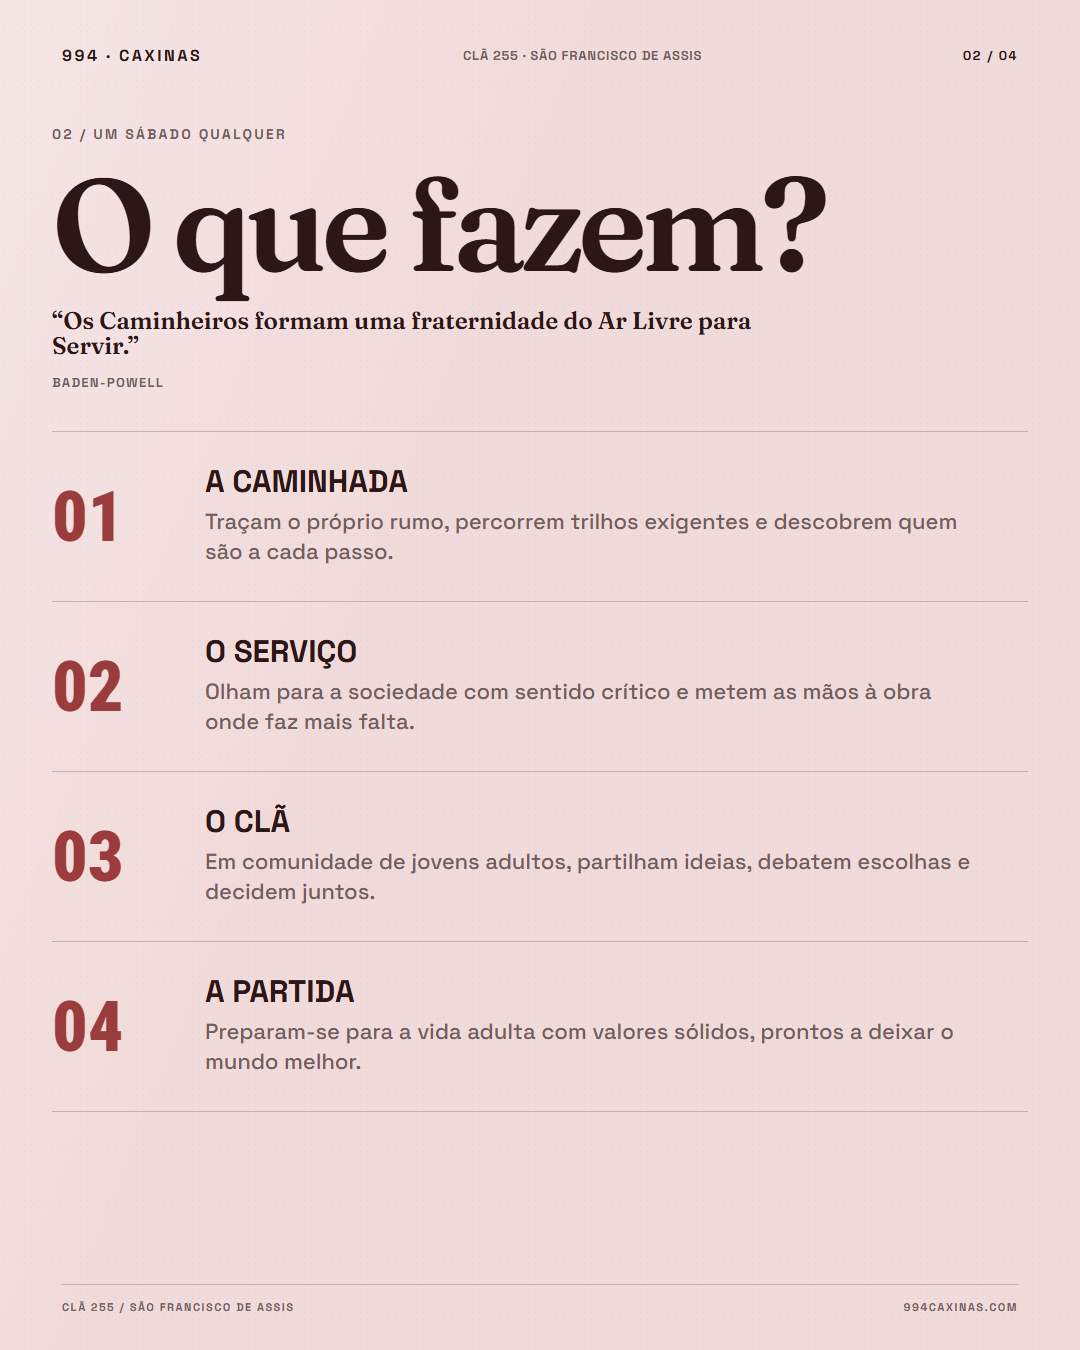 994 · CAXINAS
CLÃ 255 · SÃO FRANCISCO DE ASSIS
02 / 04
02 / UM SÁBADO QUALQUER
O que fazem?
“Os Caminheiros formam uma fraternidade do Ar Livre para
Servir.”
BADEN-POWELL
01
A CAMINHADA
Traçam o próprio rumo, percorrem trilhos exigentes e descobrem quem
são a cada passo.
02
O SERVIÇO
Olham para a sociedade com sentido crítico e metem as mãos à obra
onde faz mais falta.
03
O CLÃ
Em comunidade de jovens adultos, partilham ideias, debatem escolhas e
decidem juntos.
04
A PARTIDA
Preparam-se para a vida adulta com valores sólidos, prontos a deixar o
mundo melhor.
CLÃ 255 / SÃO FRANCISCO DE ASSIS
994CAXINAS.COM